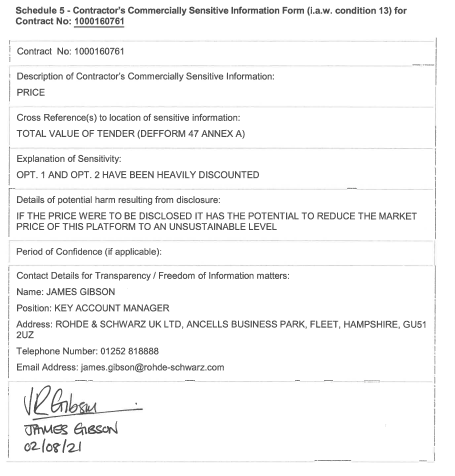 Schedule 5 - Contractor's Commercially Sensitive Information Form (i.a.w. condition 13) for
Contract No: 1000160761
Contract No: 1000160761
Description of Contractor's Commercially Sensitive Information:
PRICE
Cross Reference(s) to location of sensitive information:
TOTAL VALUE OF TENDER (DEFFORM 47 ANNEX A)
Explanation of Sensitivity:
OPT. 1 AND OPT. 2 HAVE BEEN HEAVILY DISCOUNTED
Details of potential harm resulting from disclosure:
IF THE PRICE WERE TO BE DISCLOSED IT HAS THE POTENTIAL TO REDUCE THE MARKET
PRICE OF THIS PLATFORM TO AN UNSUSTAINABLE LEVEL
Period of Confidence (if applicable):
Contact Details for Transparency / Freedom of Information matters:
Name: JAMES GIBSON
Position: KEY ACCOUNT MANAGER
Address: ROHDE & SCHWARZ UK LTD, ANCELLS BUSINESS PARK, FLEET, HAMPSHIRE, GU51
2UZ
Telephone Number: 01252 818888
Email Address: james.gibson@rohde-schwarz.com
JR Gibson
JAMES GIBSON
02/08/21